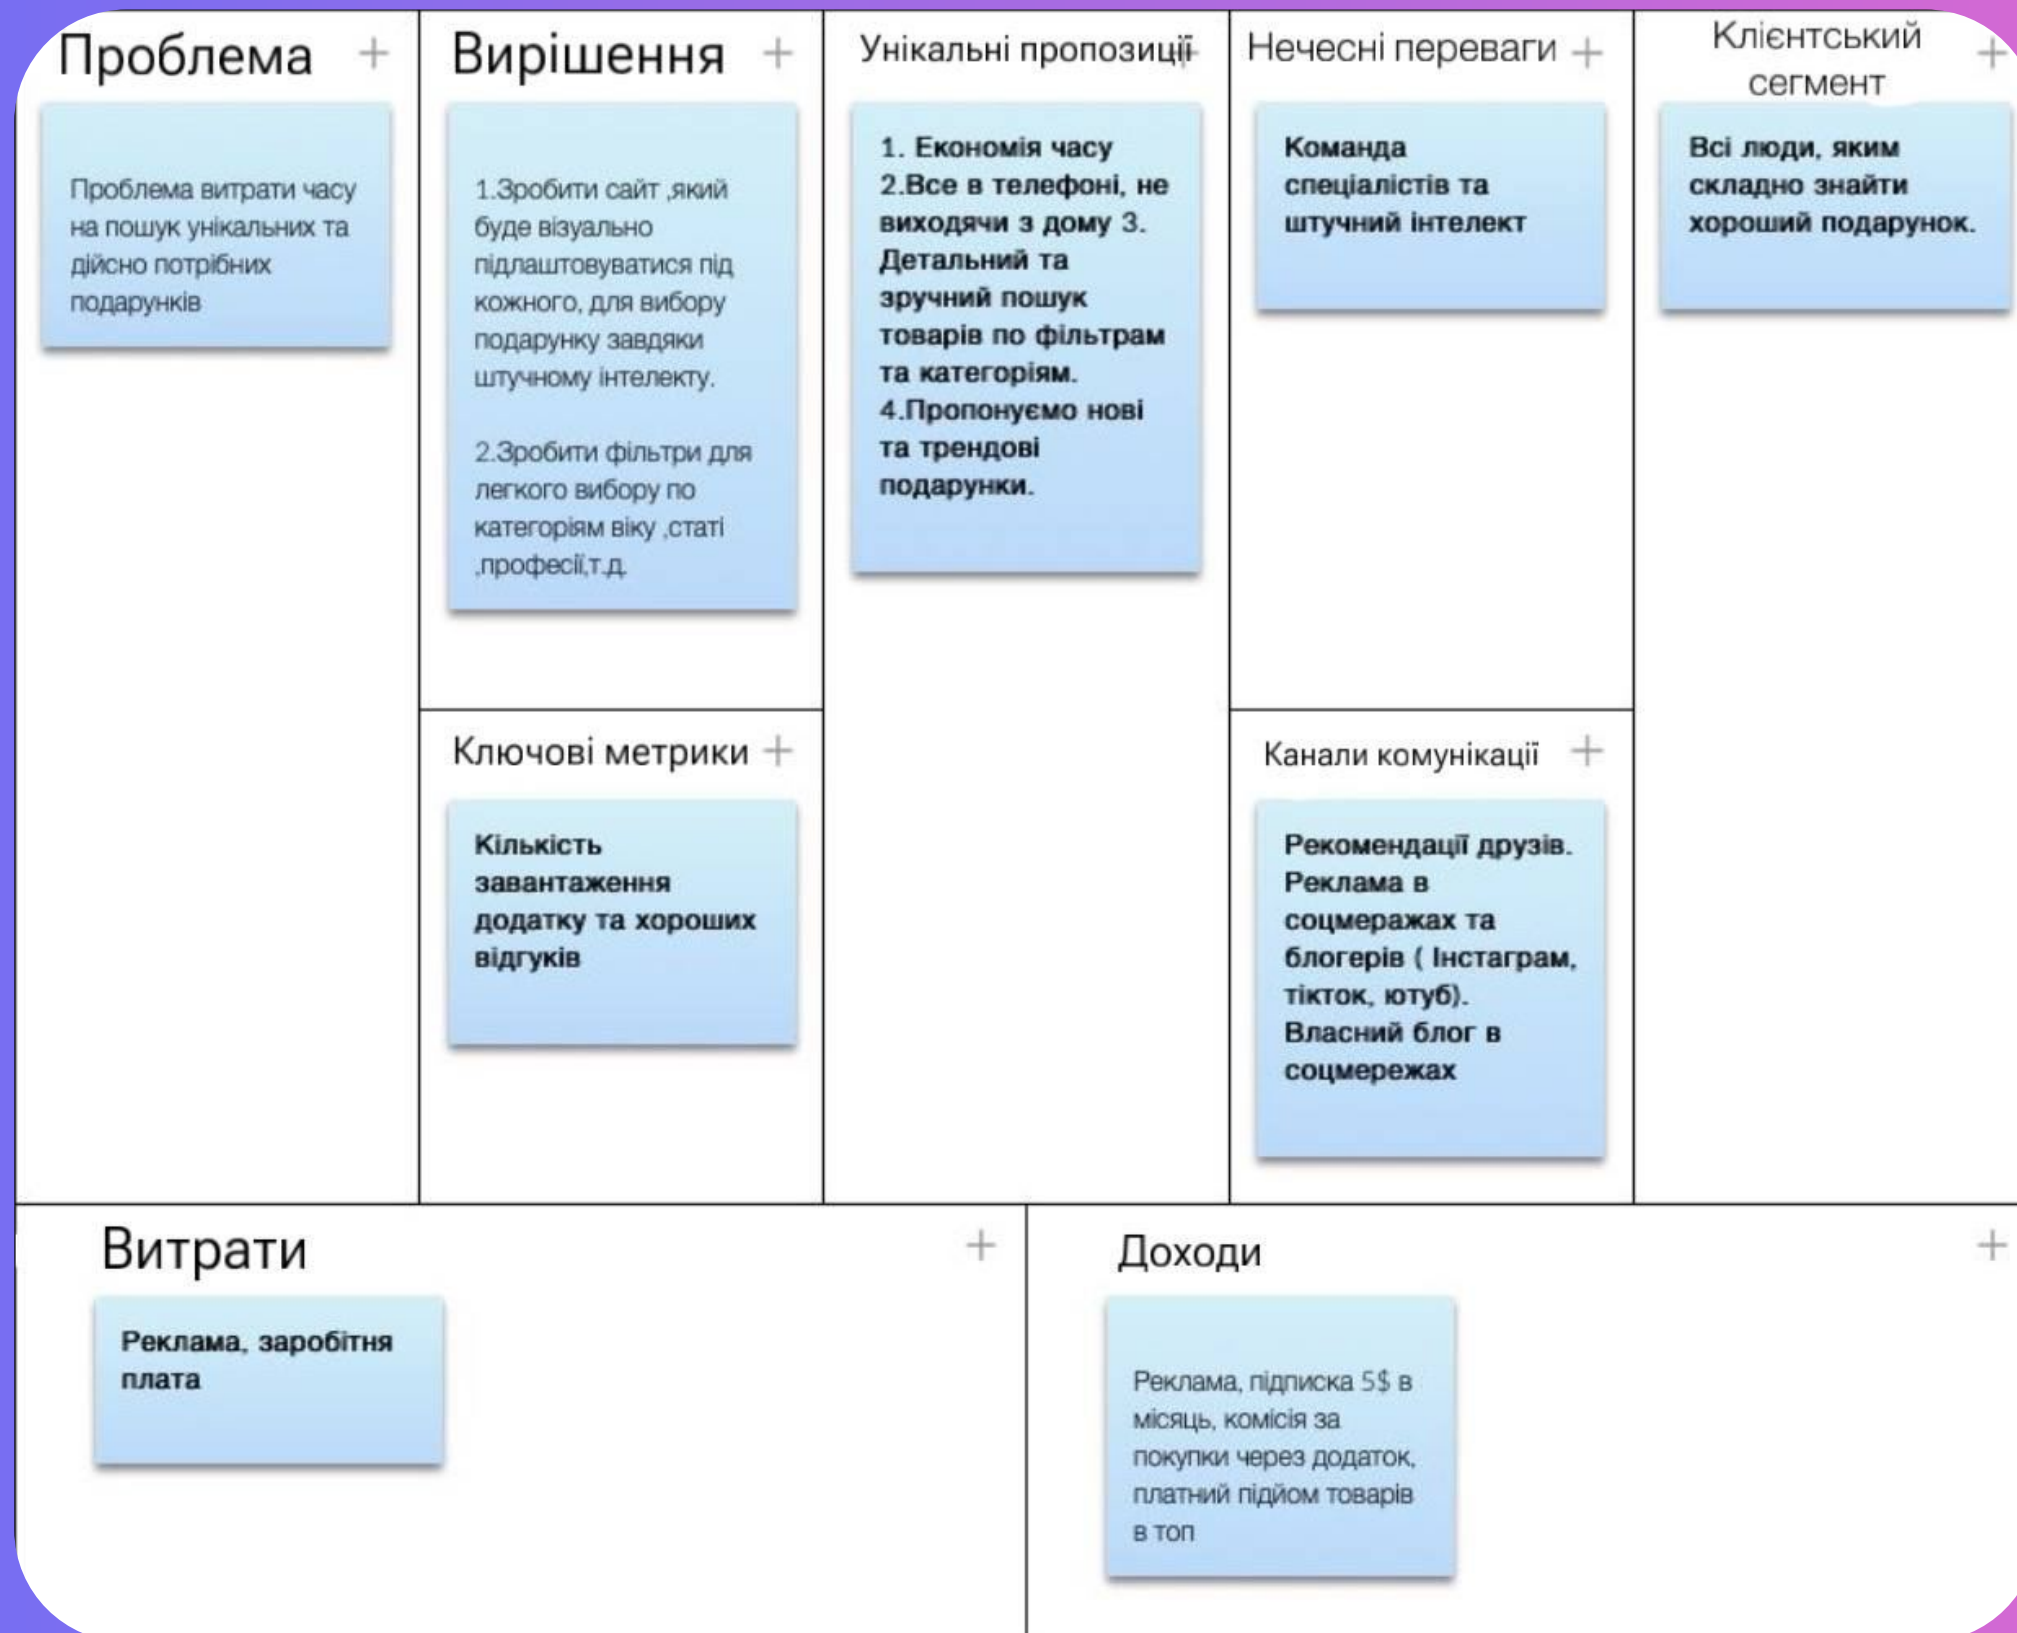 Проблема
Проблема витрати часу
на пошук унікальних та
дійсно потрібних
подарунків
Вирішення
1.Зробити сайт ,який
буде візуально
підлаштовуватися під
кожного, для вибору
подарунку завдяки
штучному інтелекту.
2.Зробити фільтри для
легкого вибору по
категоріям віку ,статі
,професії,т.д.
Ключові метрики
Кількість
завантаження
додатку та хороших
відгуків
Унікальні пропозиції
1. Економія часу
2.Все в телефоні, не
виходячи з дому 3.
Детальний та
зручний пошук
товарів по фільтрам
та категоріям.
4.Пропонуємо нові
та трендові
подарунки.
Нечесні переваги
Команда
спеціалістів та
штучний інтелект
Канали комунікації
Рекомендації друзів.
Реклама в
соцмеражах та
блогерів ( Інстаграм,
тікток, ютуб).
Власний блог в
соцмережах
Клієнтський
сегмент
Всі люди, яким
складно знайти
хороший подарунок.
Витрати
Реклама, заробітня
плата
Доходи
Реклама, підписка 5$ в
місяць, комісія за
покупки через додаток,
платний підйом товарів
в топ